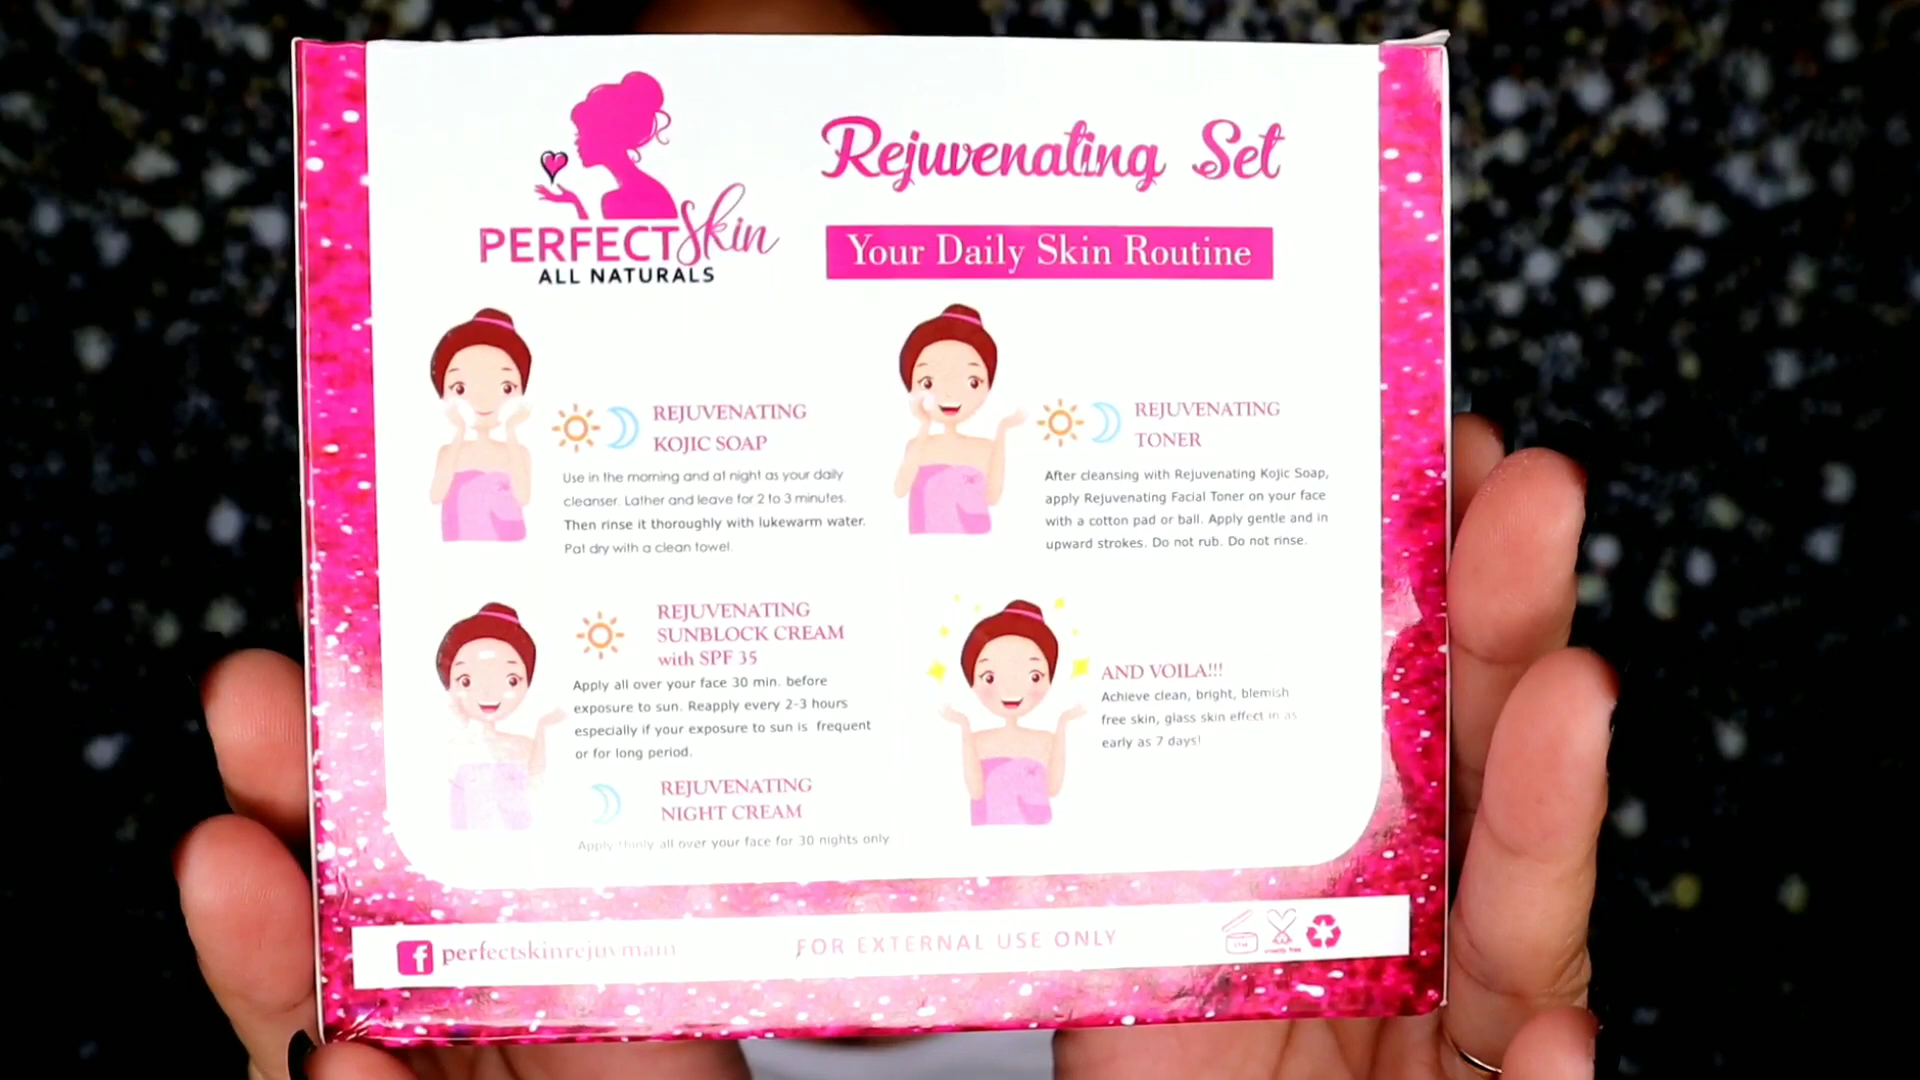 PERFECT Skin
ALL NATURALS
Rejuvenating Set
Your Daily Skin Routine
REJUVENATING
KOJIC SOAP
Use in the morning and at night as your daily
cleanser. Lather and leave for 2 to 3 minutes.
Then rinse it thoroughly with lukewarm water.
Pat dry with a clean towel.
REJUVENATING
TONER
After cleansing with Rejuvenating Kojic Soap,
apply Rejuvenating Facial Toner on your face
with a cotton pad or ball. Apply gentle and in
upward strokes. Do not rub. Do not rinse.
REJUVENATING
SUNBLOCK CREAM
with SPF 35
Apply all over your face 30 min. before
exposure to sun. Reapply every 2-3 hours
especially if your exposure to sun is frequent
or for long period.
REJUVENATING
NIGHT CREAM
Apply thinly all over your face for 30 nights only
AND VOILA!!!
Achieve clean, bright, blemish
free skin, glass skin effect in as
early as 7 days!
f perfectskinrejuvmain
FOR EXTERNAL USE ONLY
cruelty free